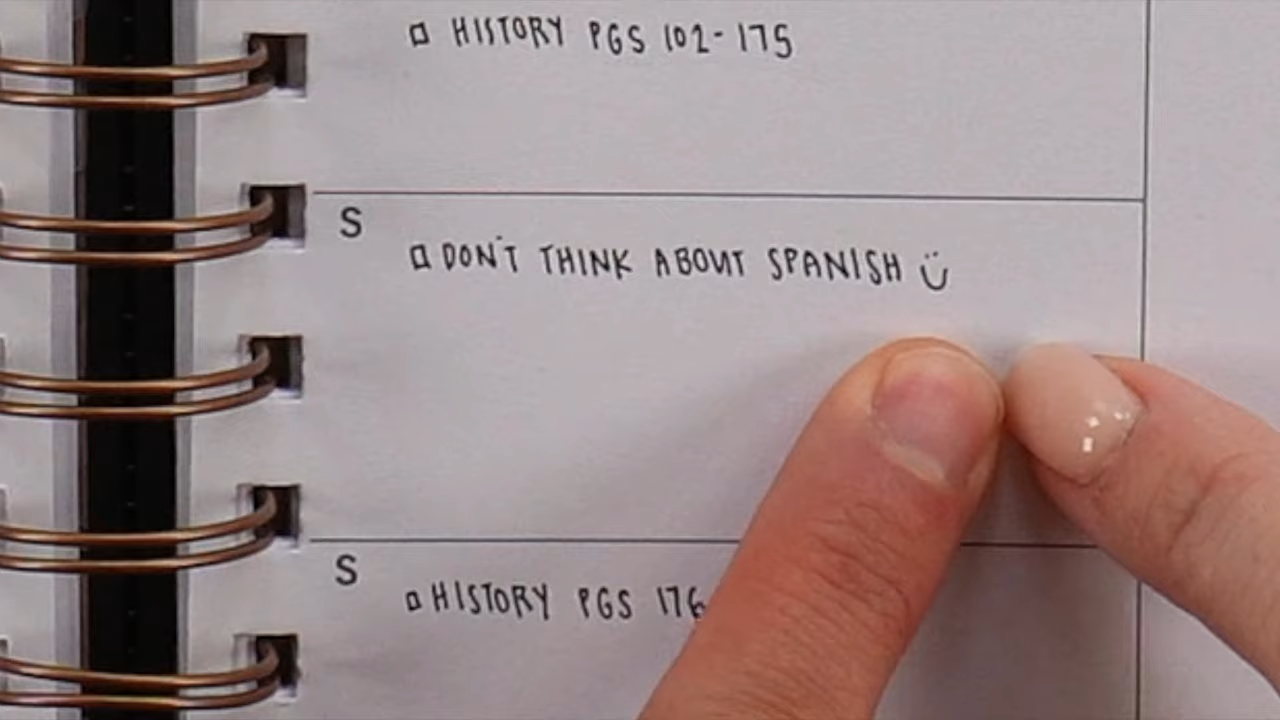 HISTORY PGS 102-175
S
DON'T THINK ABOUT SPANISH
S
HISTORY PGS 176